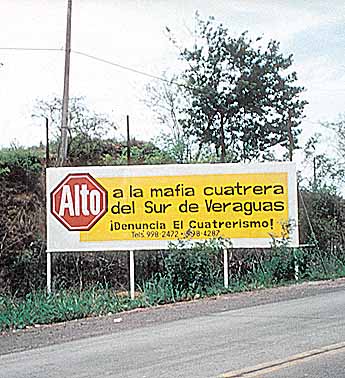 Alto a la mafia cuatrera
del Sur de Veraguas
¡Denuncia El Cuatrerismo!
Tels 998-2472 • 998-4287